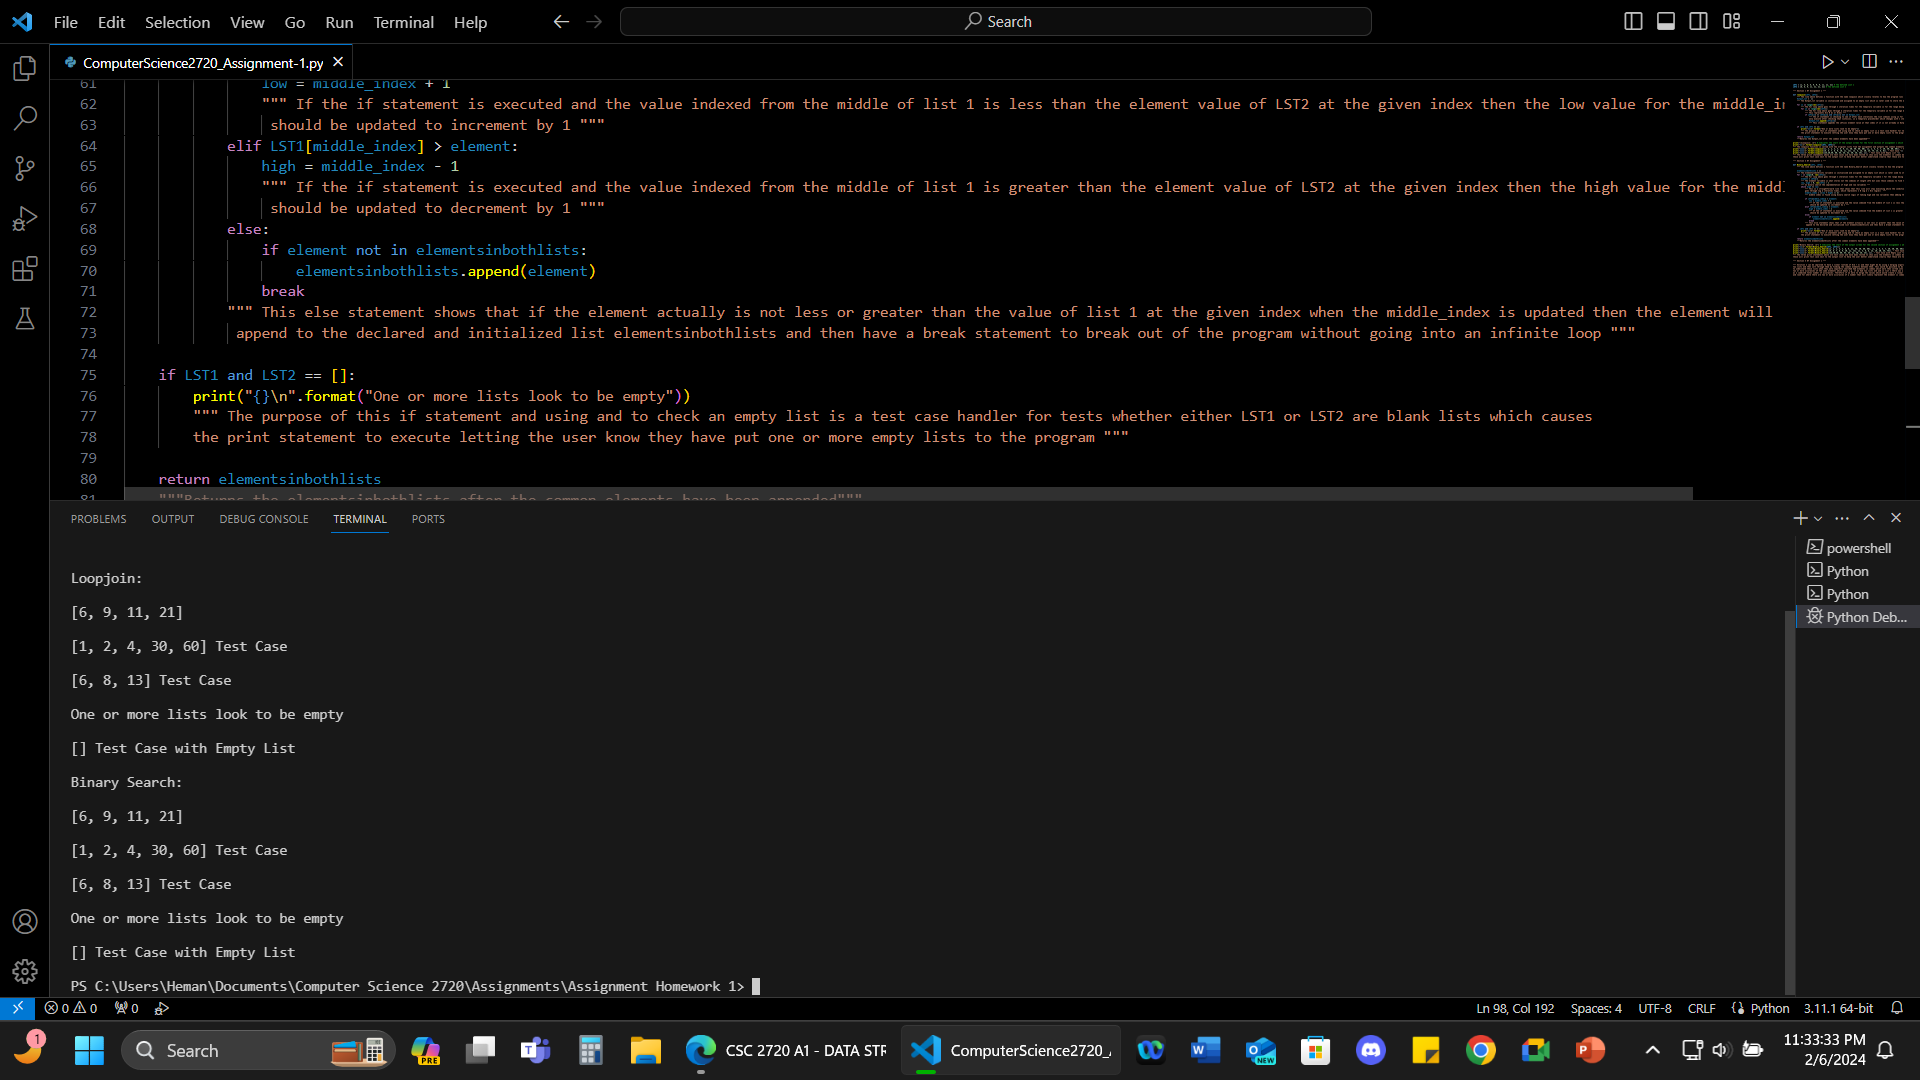 File Edit Selection View Go Run Terminal Help
Search
ComputerScience2720_Assignment-1.py
61 low = middle_index + 1
62 """ If the if statement is executed and the value indexed from the middle of list 1 is less than the element value of LST2 at the given index then the low value for the middle_i
63 should be updated to increment by 1 """
64 elif LST1[middle_index] > element:
65 high = middle_index - 1
66 """ If the if statement is executed and the value indexed from the middle of list 1 is greater than the element value of LST2 at the given index then the high value for the midd
67 should be updated to decrement by 1 """
68 else:
69 if element not in elementsinbothlists:
70 elementsinbothlists.append(element)
71 break
72 """ This else statement shows that if the element actually is not less or greater than the value of list 1 at the given index when the middle_index is updated then the element will
73 append to the declared and initialized list elementsinbothlists and then have a break statement to break out of the program without going into an infinite loop """
74
75 if LST1 and LST2 == []:
76 print("{}\n".format("One or more lists look to be empty"))
77 """ The purpose of this if statement and using and to check an empty list is a test case handler for tests whether either LST1 or LST2 are blank lists which causes
78 the print statement to execute letting the user know they have put one or more empty lists to the program """
79
80 return elementsinbothlists
81 """Returns the elementsinbothlists after the common elements have been appended"""
PROBLEMS OUTPUT DEBUG CONSOLE TERMINAL PORTS
powershell
Python
Python
Python Deb...
Loopjoin:
[6, 9, 11, 21]
[1, 2, 4, 30, 60] Test Case
[6, 8, 13] Test Case
One or more lists look to be empty
[] Test Case with Empty List
Binary Search:
[6, 9, 11, 21]
[1, 2, 4, 30, 60] Test Case
[6, 8, 13] Test Case
One or more lists look to be empty
[] Test Case with Empty List
PS C:\Users\Heman\Documents\Computer Science 2720\Assignments\Assignment Homework 1>
0 0 0 Ln 98, Col 192 Spaces: 4 UTF-8 CRLF Python 3.11.1 64-bit
1 Search PRE CSC 2720 A1 - DATA STR ComputerScience2720_ NEW 11:33:33 PM
2/6/2024